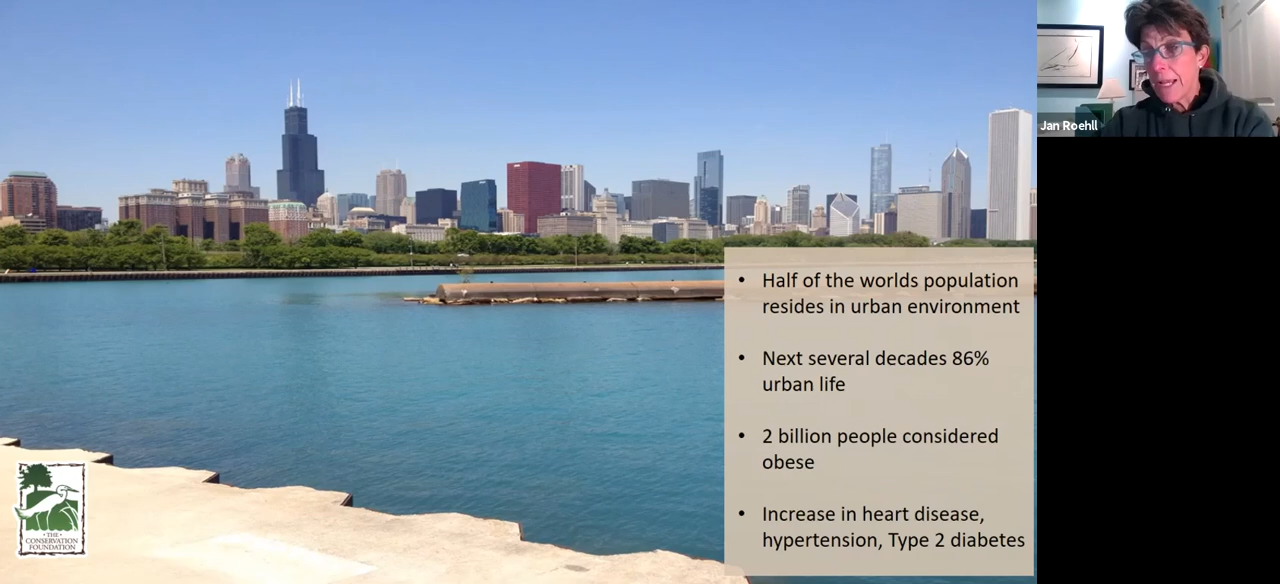 • Half of the worlds population
resides in urban environment
• Next several decades 86%
urban life
• 2 billion people considered
obese
• Increase in heart disease,
hypertension, Type 2 diabetes
Jan Roehll
• THE •
CONSERVATION
FOUNDATION